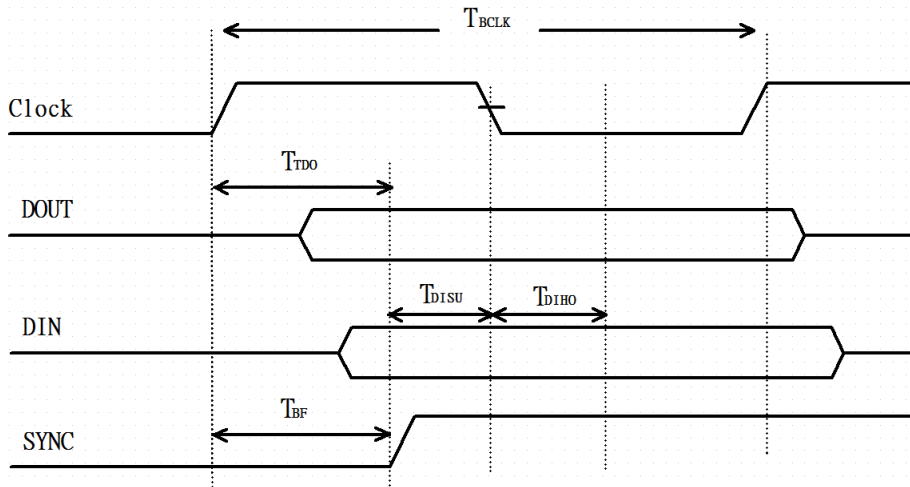 TBCLK
Clock
TTDO
DOUT
TDISU TDIHO
DIN
TBF
SYNC